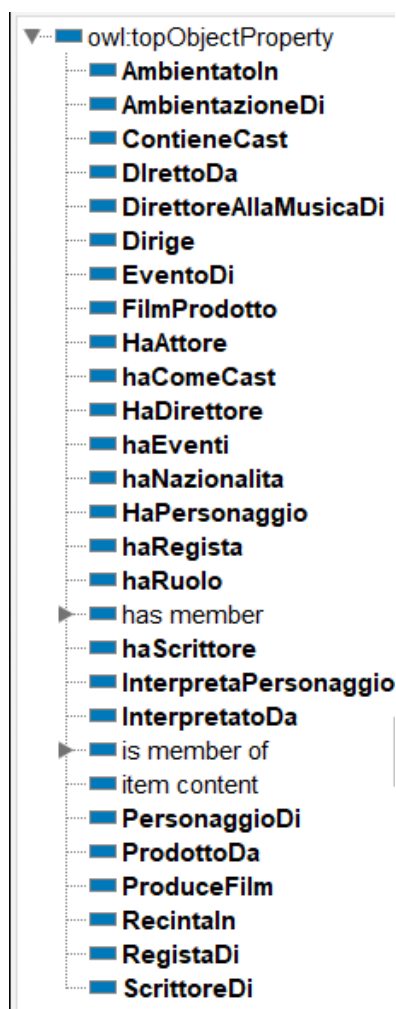 owl:topObjectProperty
AmbientatoIn
AmbientazioneDi
ContieneCast
DIrettoDa
DirettoreAllaMusicaDi
Dirige
EventoDi
FilmProdotto
HaAttore
haComeCast
HaDirettore
haEventi
haNazionalita
HaPersonaggio
haRegista
haRuolo
has member
haScrittore
InterpretaPersonaggio
InterpretatoDa
is member of
item content
PersonaggioDi
ProdottoDa
ProduceFilm
RecintaIn
RegistaDi
ScrittoreDi